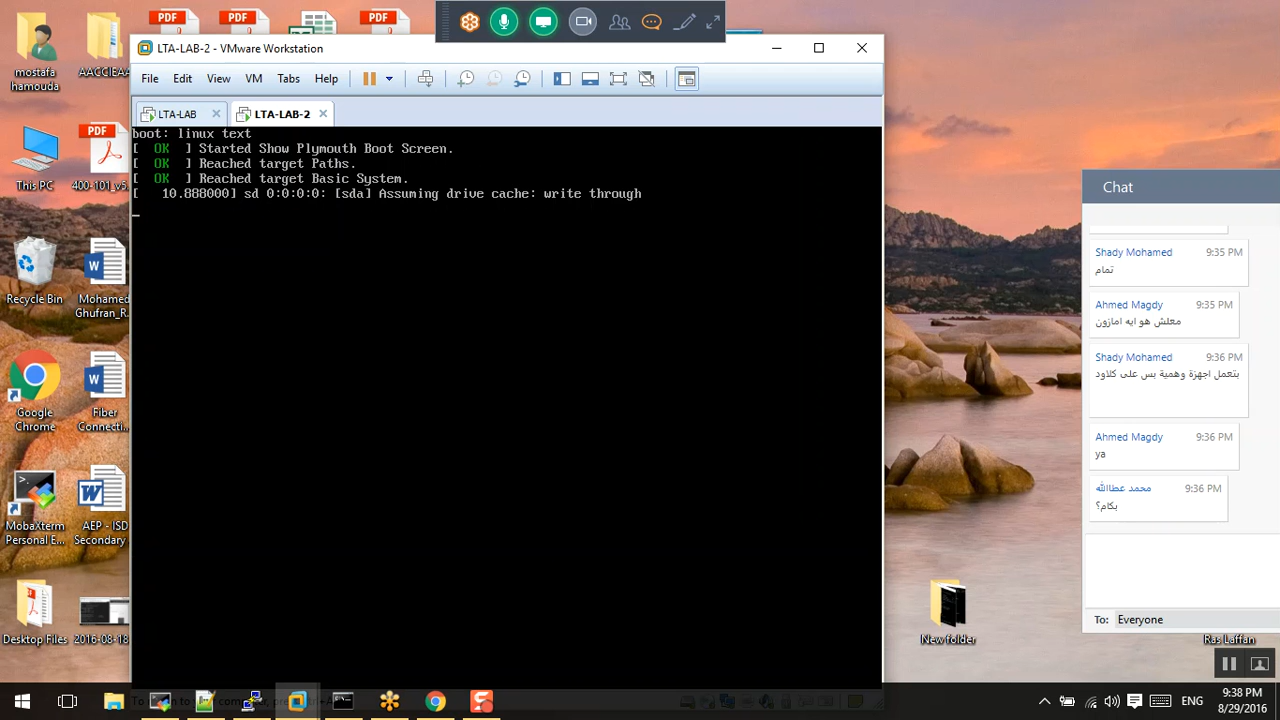 mostafa
hamouda
AACCIEAA
PDF
PDF
PDF
This PC
PDF
400-101_v5
Recycle Bin
Mohamed
Ghufran_R...
Google
Chrome
Fiber
Connecti...
MobaXterm
Personal E...
AEP - ISD
Secondary ...
Desktop Files
2016-08-18
LTA-LAB-2 - VMware Workstation
File Edit View VM Tabs Help
LTA-LAB
LTA-LAB-2
boot: linux text
[ OK ] Started Show Plymouth Boot Screen.
[ OK ] Reached target Paths.
[ OK ] Reached target Basic System.
[ 10.888000] sd 0:0:0:0: [sda] Assuming drive cache: write through
Chat
Shady Mohamed 9:35 PM
تمام
Ahmed Magdy 9:35 PM
معلش هو ايه امازون
Shady Mohamed 9:36 PM
بتعمل اجهزة وهمية بس على كلاود
Ahmed Magdy 9:36 PM
ya
محمد عطاالله 9:36 PM
بكام؟
To: Everyone
New folder
Ras Laffan
ENG
9:38 PM
8/29/2016